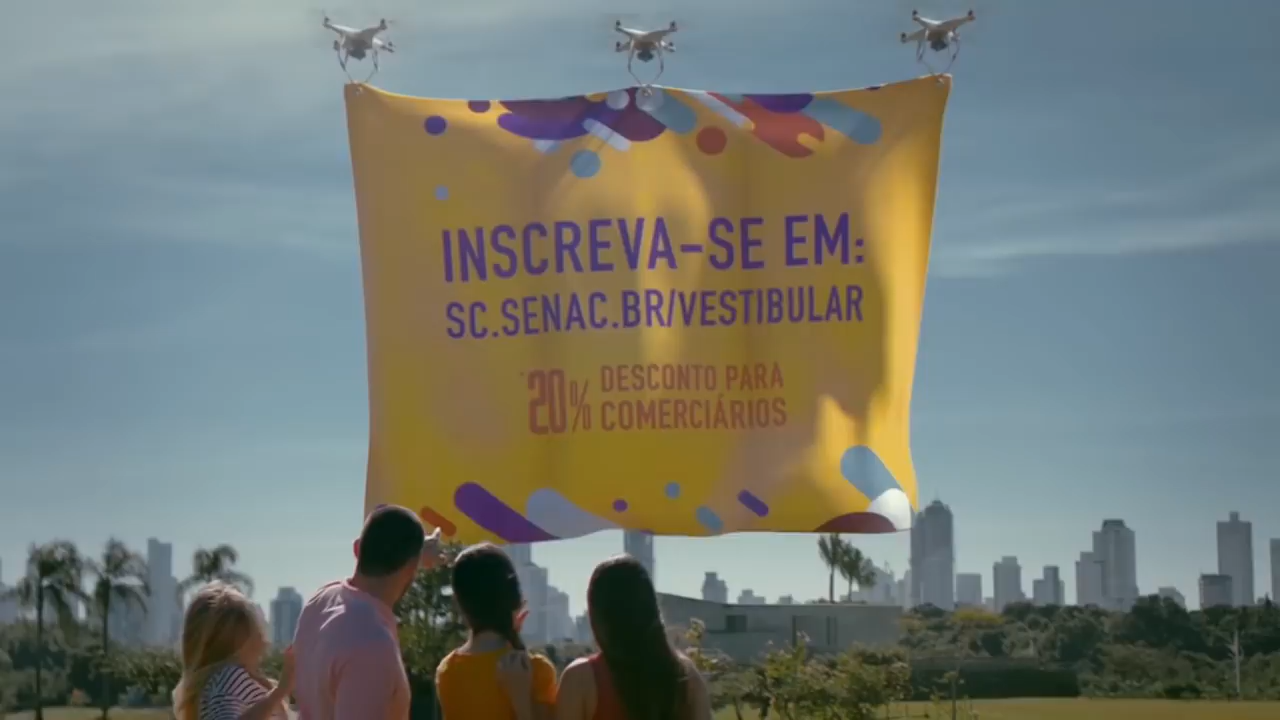 INSCREVA-SE EM:
SC.SENAC.BR/VESTIBULAR
*20% DESCONTO PARA
COMERCIÁRIOS